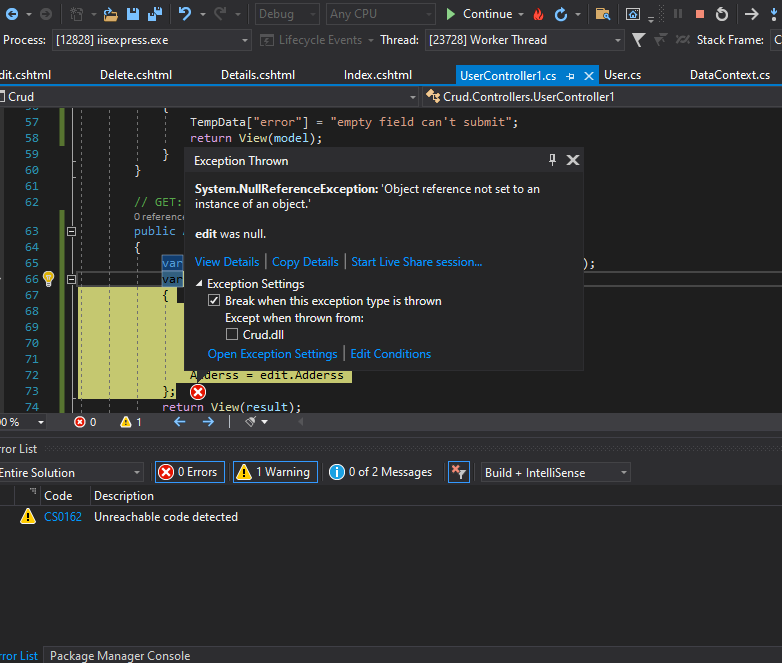 Debug Any CPU Continue
Process: [12828] iisexpress.exe Lifecycle Events Thread: [23728] Worker Thread Stack Frame: C
dit.cshtml Delete.cshtml Details.cshtml Index.cshtml UserController1.cs User.cs DataContext.cs
Crud Crud.Controllers.UserController1
57 TempData["error"] = "empty field can't submit";
58 return View(model);
59 }
60 }
61
62 // GET:
0 reference
63 public
64 {
65 var );
66 var
67 {
68
69
70
71
72 Adderss = edit.Adderss
73 };
74 return View(result);
Exception Thrown
System.NullReferenceException: 'Object reference not set to an
instance of an object.'
edit was null.
View Details | Copy Details | Start Live Share session...
Exception Settings
Break when this exception type is thrown
Except when thrown from:
Crud.dll
Open Exception Settings | Edit Conditions
00 % 0 1
rror List
Entire Solution 0 Errors 1 Warning 0 of 2 Messages Build + IntelliSense
Code Description
CS0162 Unreachable code detected
rror List Package Manager Console